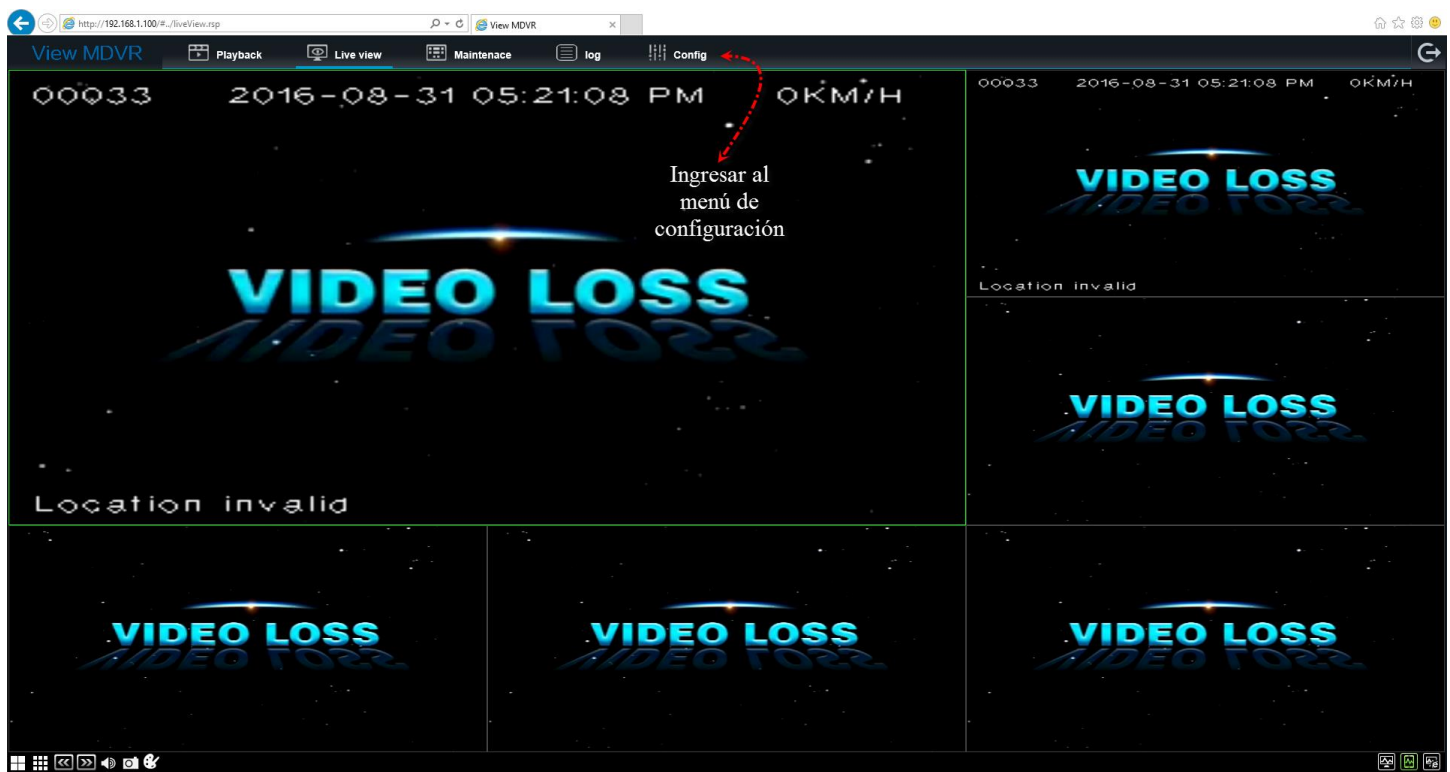 http://192.168.1.100/#../liveView.rsp
View MDVR
View MDVR
Playback
Live view
Maintenace
log
Config
00033 2016-08-31 05:21:08 PM 0KM/H
Ingresar al
menú de
configuración
VIDEO LOSS
Location invalid
00033 2016-08-31 05:21:08 PM 0KM/H
VIDEO LOSS
Location invalid
VIDEO LOSS
VIDEO LOSS
VIDEO LOSS
VIDEO LOSS